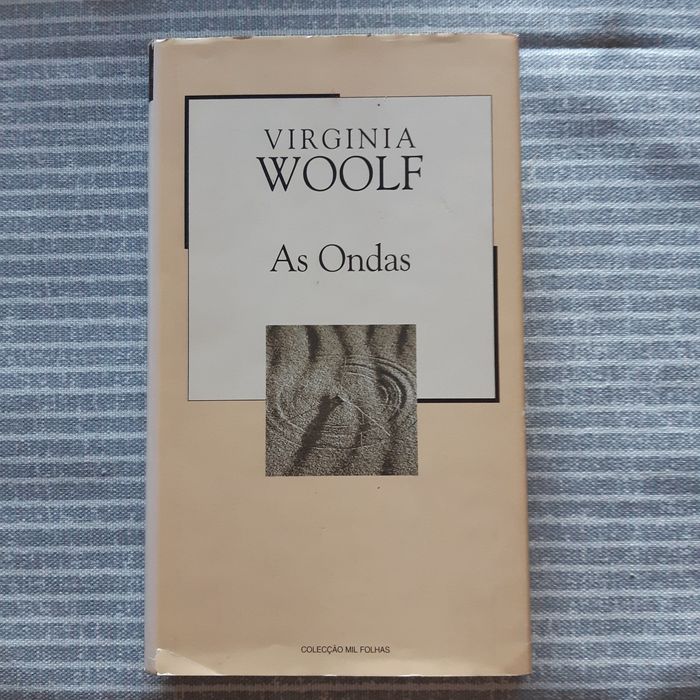 VIRGINIA
WOOLF
As Ondas
COLECÇÃO MIL FOLHAS